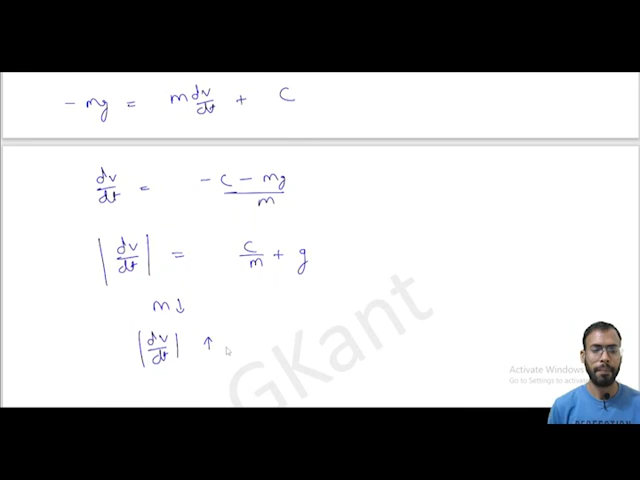 - mg = m dv/dt + C
dv/dt = - C - mg / m
|dv/dt| = C/m + g
m ↓
|dv/dt| ↑
GKant
Activate Windows
Go to Settings to activate